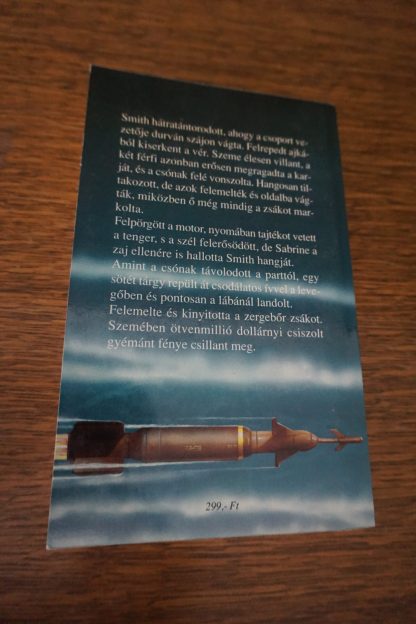 Smith hátratántorodott, ahogy a csoport ve-
zetője durván szájon vágta. Felrepedt ajká-
ból kiserkent a vér. Szeme élesen villant, a
két férfi azonban erősen megragadta a kar-
ját, és a csónak felé vonszolta. Hangosan til-
takozott, de azok felemelték és oldalba vág-
ták, miközben ő még mindig a zsákot mar-
kolta.
Felpörgött a motor, nyomában tajtékot vetett
a tenger, s a szél felerősödött, de Sabrine a
zaj ellenére is hallotta Smith hangját.
Amint a csónak távolodott a parttól, egy
sötét tárgy repült át csodálatos ívvel a leve-
gőben és pontosan a lábánál landolt.
Felemelte és kinyitotta a zergebőr zsákot.
Szemében ötvenmillió dollárnyi csiszolt
gyémánt fénye csillant meg.
299,- Ft